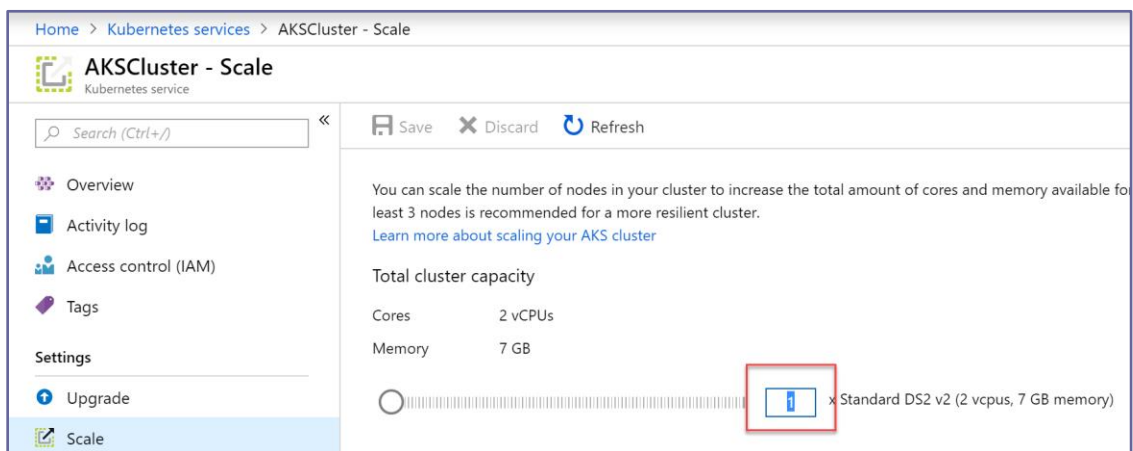 Home > Kubernetes services > AKSCluster - Scale
AKSCluster - Scale
Kubernetes service
Search (Ctrl+/)
«
Save Discard Refresh
Overview
Activity log
Access control (IAM)
Tags
Settings
Upgrade
Scale
You can scale the number of nodes in your cluster to increase the total amount of cores and memory available for
least 3 nodes is recommended for a more resilient cluster.
Learn more about scaling your AKS cluster
Total cluster capacity
Cores 2 vCPUs
Memory 7 GB
1 x Standard DS2 v2 (2 vcpus, 7 GB memory)